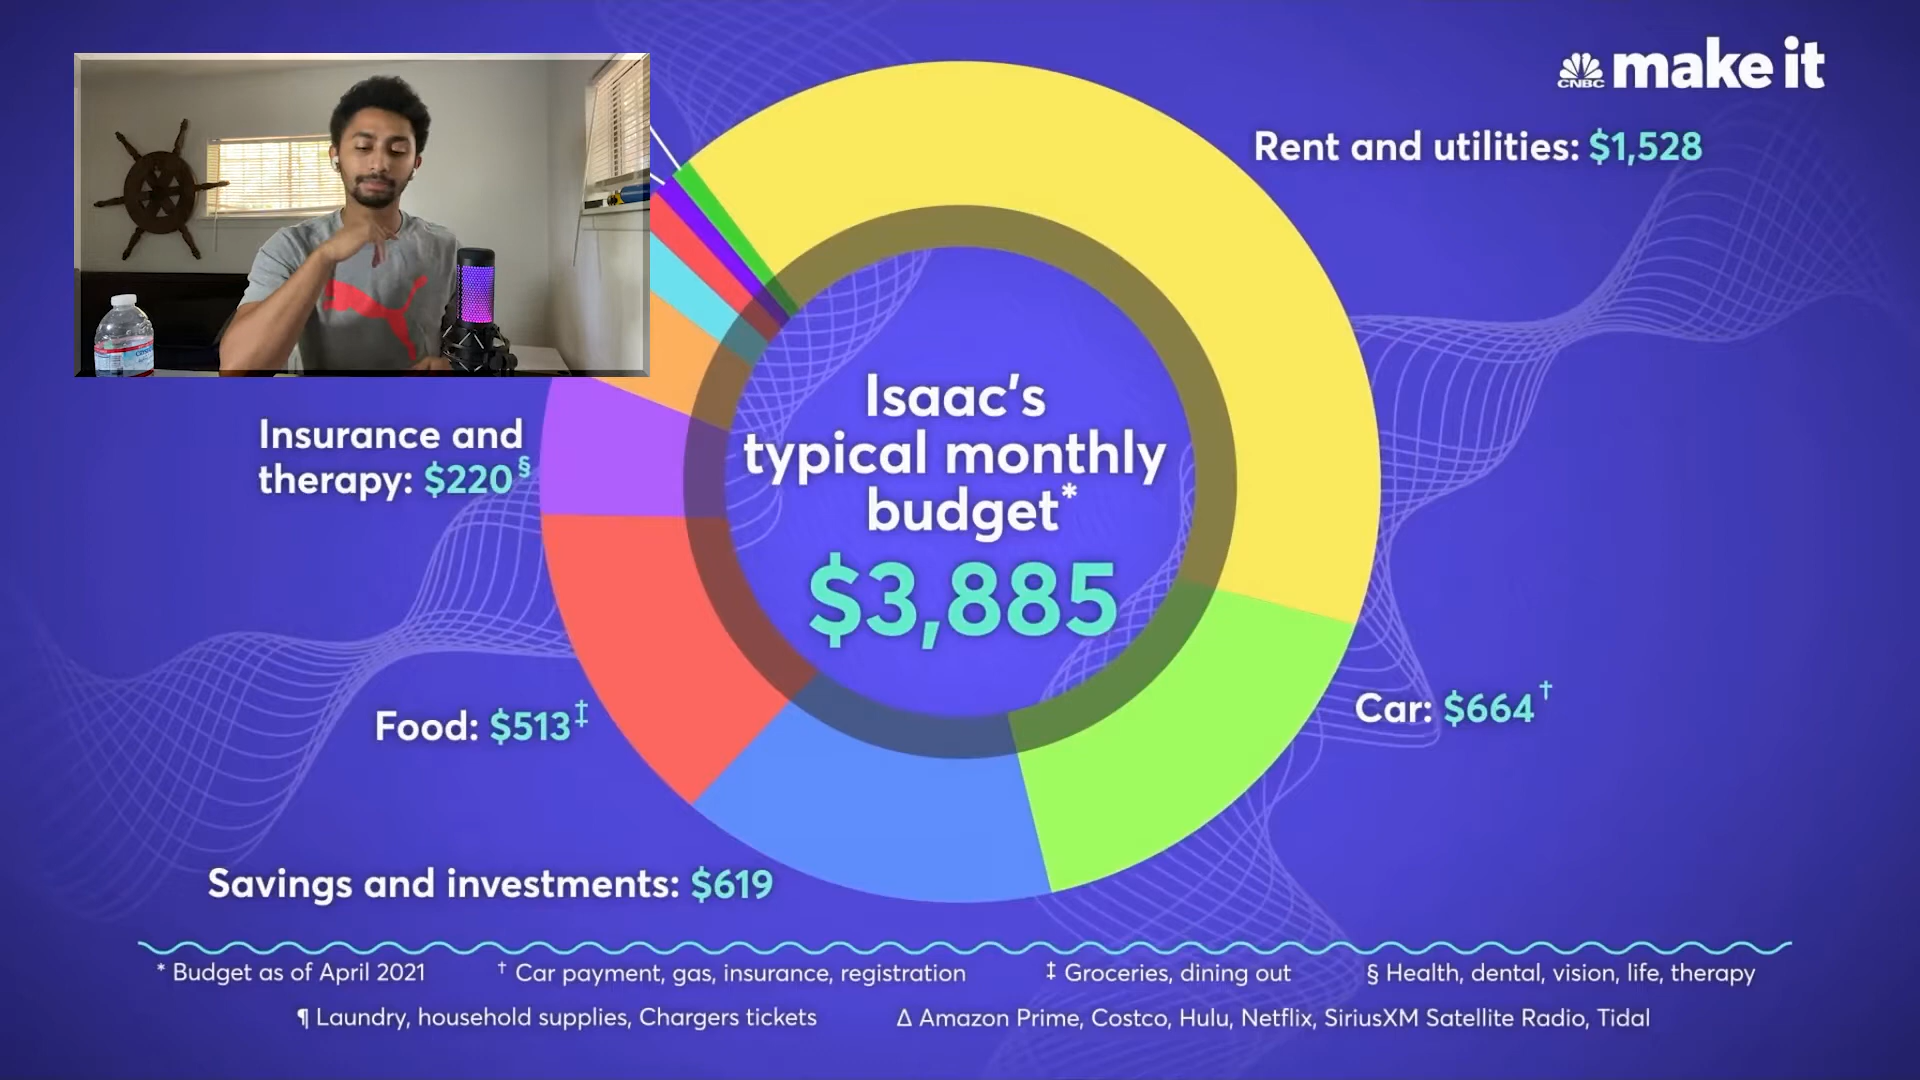 CNBC make it
Rent and utilities: $1,528
Insurance and
therapy: $220§
Isaac's
typical monthly
budget*
$3,885
Car: $664†
Food: $513‡
Savings and investments: $619
* Budget as of April 2021 † Car payment, gas, insurance, registration ‡ Groceries, dining out § Health, dental, vision, life, therapy
¶ Laundry, household supplies, Chargers tickets Δ Amazon Prime, Costco, Hulu, Netflix, SiriusXM Satellite Radio, Tidal